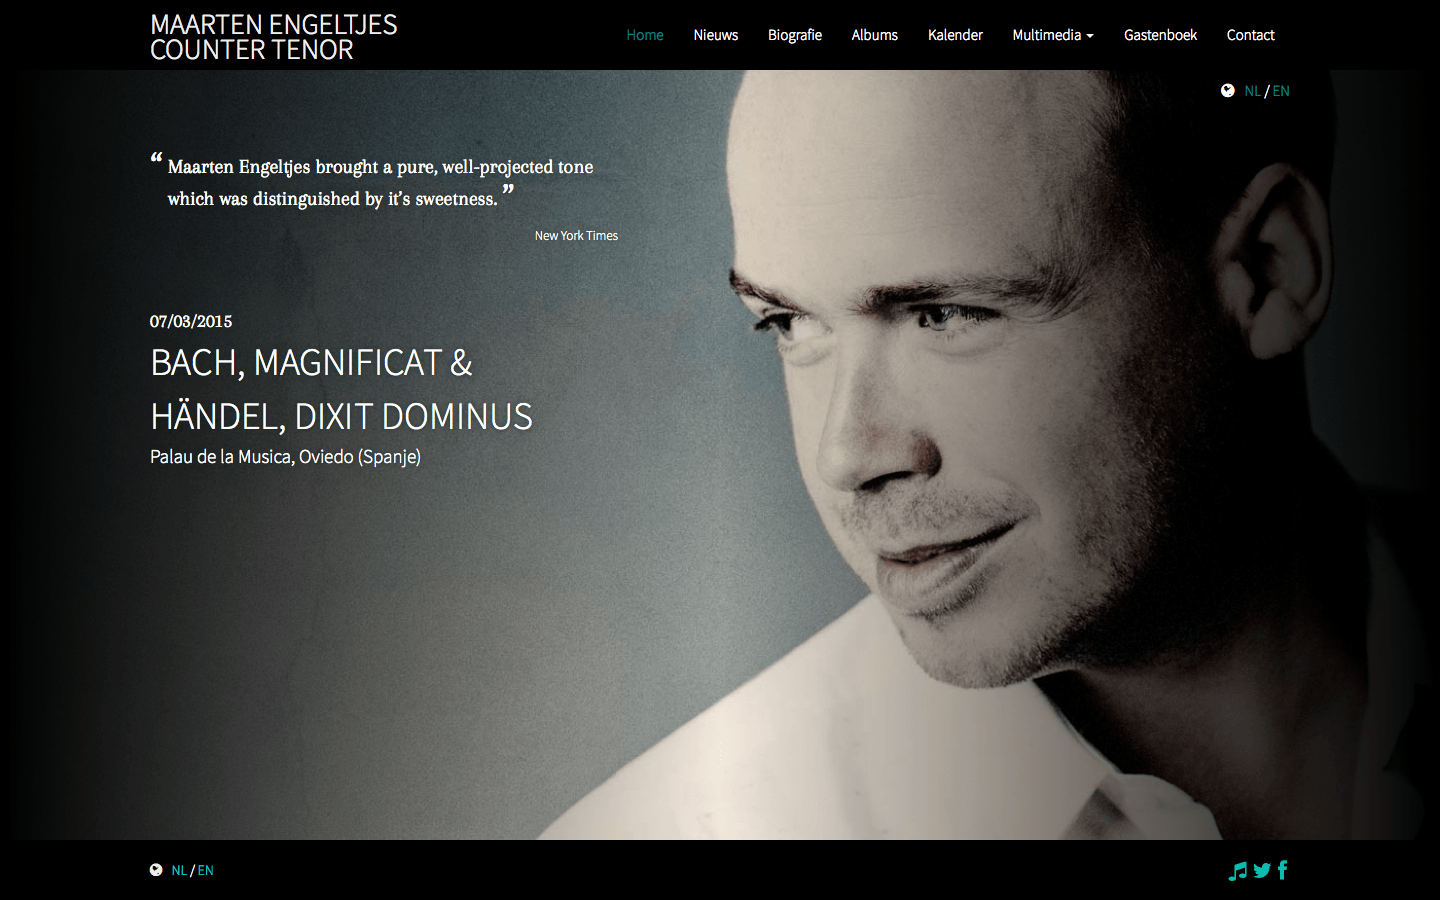 MAARTEN ENGELTJES
COUNTER TENOR
Home Nieuws Biografie Albums Kalender Multimedia Gastenboek Contact
NL / EN
“ Maarten Engeltjes brought a pure, well-projected tone
which was distinguished by it’s sweetness. ”
New York Times
07/03/2015
BACH, MAGNIFICAT &
HÄNDEL, DIXIT DOMINUS
Palau de la Musica, Oviedo (Spanje)
NL / EN